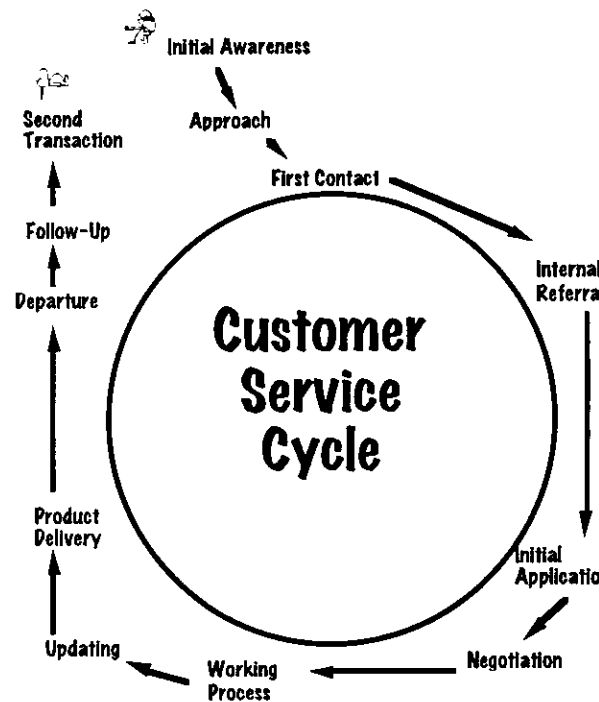 Initial Awareness
Approach
First Contact
Internal
Referra
Initial
Applicatio
Negotiation
Working
Process
Updating
Product
Delivery
Departure
Follow-Up
Second
Transaction
Customer
Service
Cycle